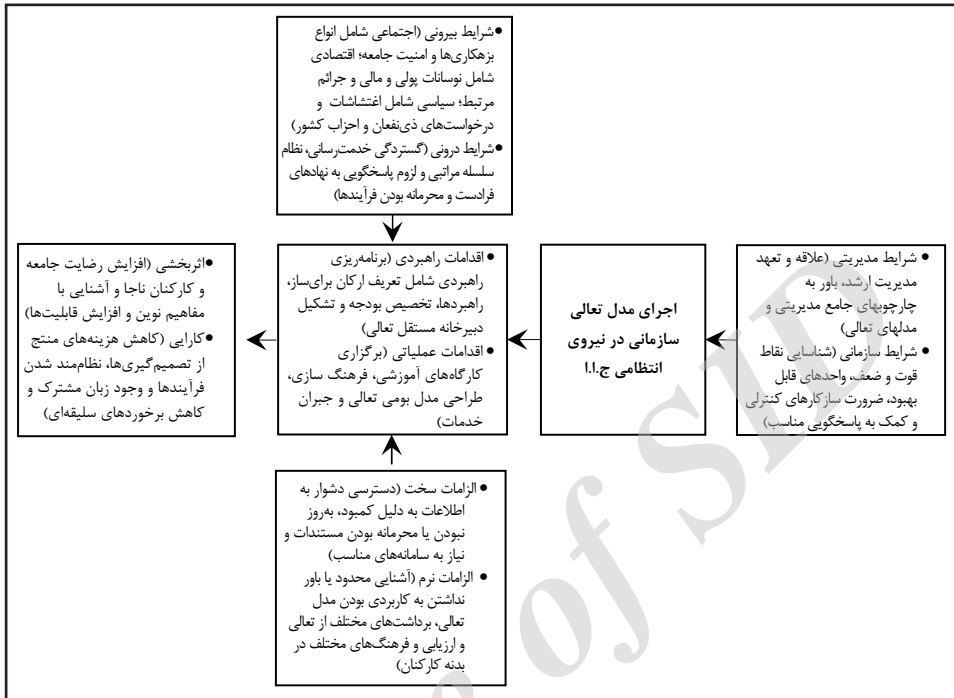 ●شرایط بیرونی (اجتماعی شامل انواع
بزهکاری‌ها و امنیت جامعه؛ اقتصادی
شامل نوسانات پولی و مالی و جرائم
مرتبط؛ سیاسی شامل اغتشاشات و
درخواست‌های ذی‌نفعان و احزاب کشور)
●شرایط درونی (گستردگی خدمت‌رسانی، نظام
سلسله مراتبی و لزوم پاسخگویی به نهادهای
فرادست و محرمانه بودن فرآیندها)
● شرایط مدیریتی (علاقه و تعهد
مدیریت ارشد، باور به
چارچوبهای جامع مدیریتی و
مدلهای تعالی)
● شرایط سازمانی (شناسایی نقاط
قوت و ضعف، واحدهای قابل
بهبود، ضرورت سازکارهای کنترلی
و کمک به پاسخگویی مناسب)
اجرای مدل تعالی
سازمانی در نیروی
انتظامی ج.ا.ا
● اقدامات راهبردی (برنامه‌ریزی
راهبردی شامل تعریف ارکان برای‌ساز،
راهبردها، تخصیص بودجه و تشکیل
دبیرخانه مستقل تعالی)
● اقدامات عملیاتی (برگزاری
کارگاه‌های آموزشی، فرهنگ سازی،
طراحی مدل بومی تعالی و جبران
خدمات)
●اثربخشی (افزایش رضایت جامعه
و کارکنان ناجا و آشنایی با
مفاهیم نوین و افزایش قابلیت‌ها)
●کارایی (کاهش هزینه‌های منتج
از تصمیم‌گیری‌ها، نظام‌مند شدن
فرآیندها و وجود زبان مشترک و
کاهش برخوردهای سلیقه‌ای)
● الزامات سخت (دسترسی دشوار به
اطلاعات به دلیل کمبود، به‌روز
نبودن یا محرمانه بودن مستندات و
نیاز به سامانه‌های مناسب)
● الزامات نرم (آشنایی محدود یا باور
نداشتن به کاربردی بودن مدل
تعالی، برداشت‌های مختلف از تعالی
و ارزیابی و فرهنگ‌های مختلف در
بدنه کارکنان)
of SID